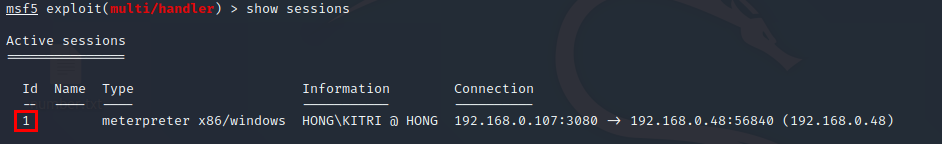 msf5 exploit(multi/handler) > show sessions
Active sessions
===============
Id  Name  Type                     Information         Connection
--  ----  ----                     -----------         ----------
1         meterpreter x86/windows  HONG\KITRI @ HONG  192.168.0.107:3080 → 192.168.0.48:56840 (192.168.0.48)